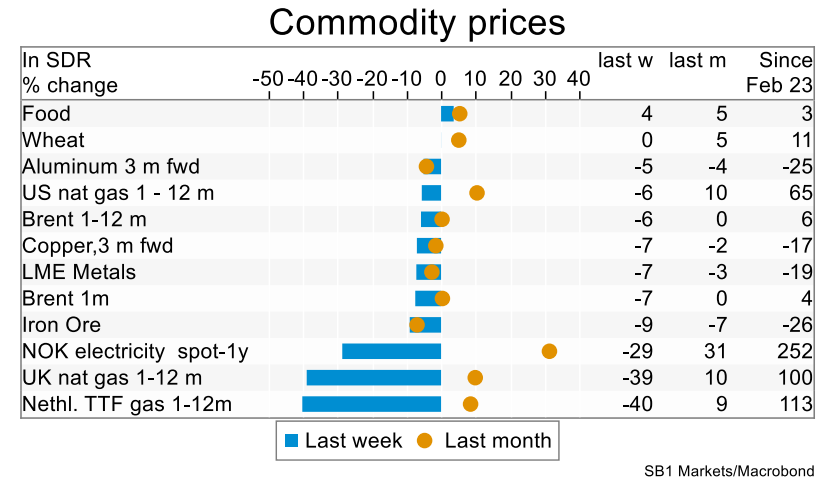 Commodity prices
In SDR last w last m Since
% change -50 -40 -30 -20 -10 0 10 20 30 40 Feb 23
Food 4 5 3
Wheat 0 5 11
Aluminum 3 m fwd -5 -4 -25
US nat gas 1 - 12 m -6 10 65
Brent 1-12 m -6 0 6
Copper,3 m fwd -7 -2 -17
LME Metals -7 -3 -19
Brent 1m -7 0 4
Iron Ore -9 -7 -26
NOK electricity spot-1y -29 31 252
UK nat gas 1-12 m -39 10 100
Nethl. TTF gas 1-12m -40 9 113
Last week Last month
SB1 Markets/Macrobond